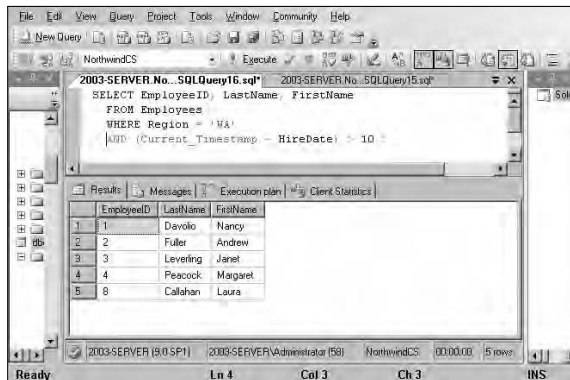 File Edit View Query Project Tools Window Community Help
New Query
NorthwindCS Execute
2003-SERVER.No...SQLQuery16.sql* 2003-SERVER.No...SQLQuery15.sql*
SELECT EmployeeID, LastName, FirstName
FROM Employees
WHERE Region = 'WA'
AND (Current_Timestamp - HireDate) > 10
Results Messages Execution plan Client Statistics
EmployeeID LastName FirstName
1 1 Davolio Nancy
2 2 Fuller Andrew
3 3 Leverling Janet
4 4 Peacock Margaret
5 8 Callahan Laura
2003-SERVER (9.0 SP1) 2003-SERVER\Administrator (58) NorthwindCS 00:00:00 5 rows
Ready Ln 4 Col 3 Ch 3 INS